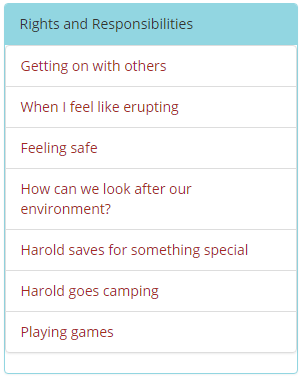 Rights and Responsibilities
Getting on with others
When I feel like erupting
Feeling safe
How can we look after our
environment?
Harold saves for something special
Harold goes camping
Playing games